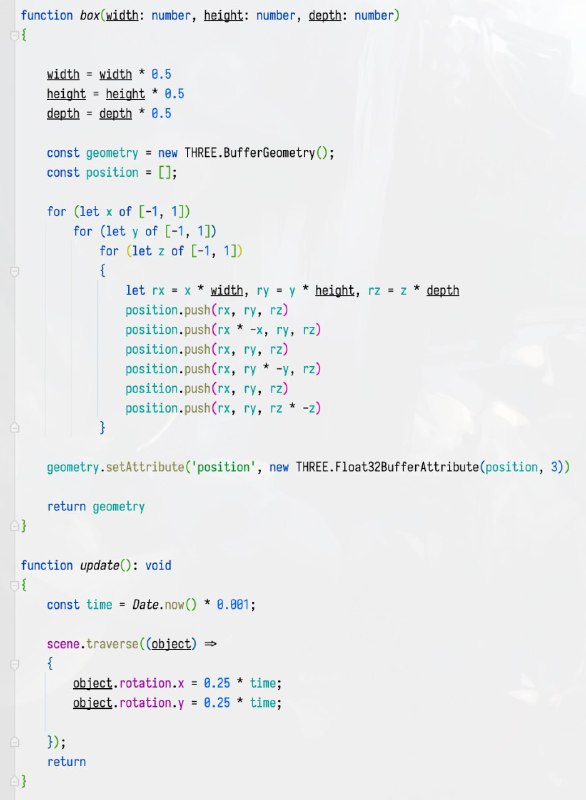 function box(width: number, height: number, depth: number)
{
width = width * 0.5
height = height * 0.5
depth = depth * 0.5
const geometry = new THREE.BufferGeometry();
const position = [];
for (let x of [-1, 1])
for (let y of [-1, 1])
for (let z of [-1, 1])
{
let rx = x * width, ry = y * height, rz = z * depth
position.push(rx, ry, rz)
position.push(rx * -x, ry, rz)
position.push(rx, ry, rz)
position.push(rx, ry * -y, rz)
position.push(rx, ry, rz)
position.push(rx, ry, rz * -z)
}
geometry.setAttribute('position', new THREE.Float32BufferAttribute(position, 3))
return geometry
}
function update(): void
{
const time = Date.now() * 0.001;
scene.traverse((object) ⇒
{
object.rotation.x = 0.25 * time;
object.rotation.y = 0.25 * time;
});
return
}